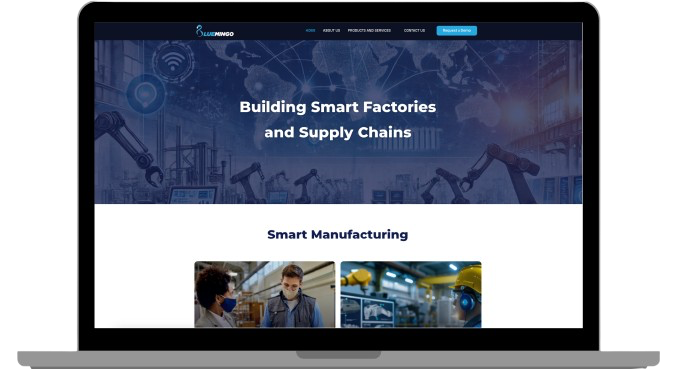 BLUEMINGO
HOME ABOUT US PRODUCTS AND SERVICES CONTACT US Request a Demo
Building Smart Factories
and Supply Chains
Smart Manufacturing